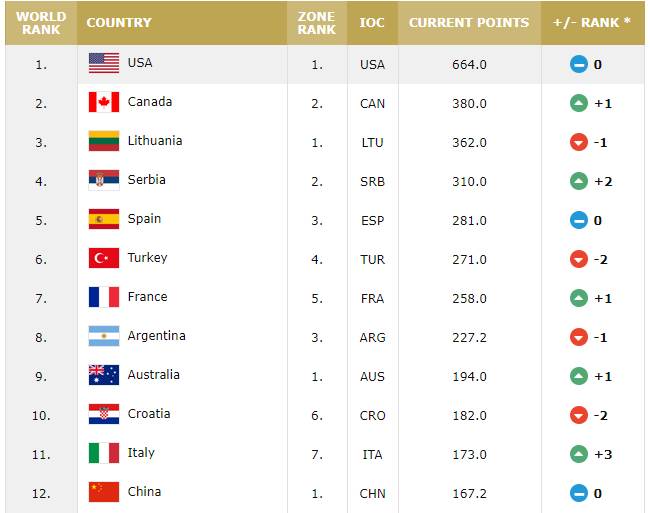 WORLD RANK COUNTRY ZONE RANK IOC CURRENT POINTS +/- RANK *
1. USA 1. USA 664.0 0
2. Canada 2. CAN 380.0 +1
3. Lithuania 1. LTU 362.0 -1
4. Serbia 2. SRB 310.0 +2
5. Spain 3. ESP 281.0 0
6. Turkey 4. TUR 271.0 -2
7. France 5. FRA 258.0 +1
8. Argentina 3. ARG 227.2 -1
9. Australia 1. AUS 194.0 +1
10. Croatia 6. CRO 182.0 -2
11. Italy 7. ITA 173.0 +3
12. China 1. CHN 167.2 0